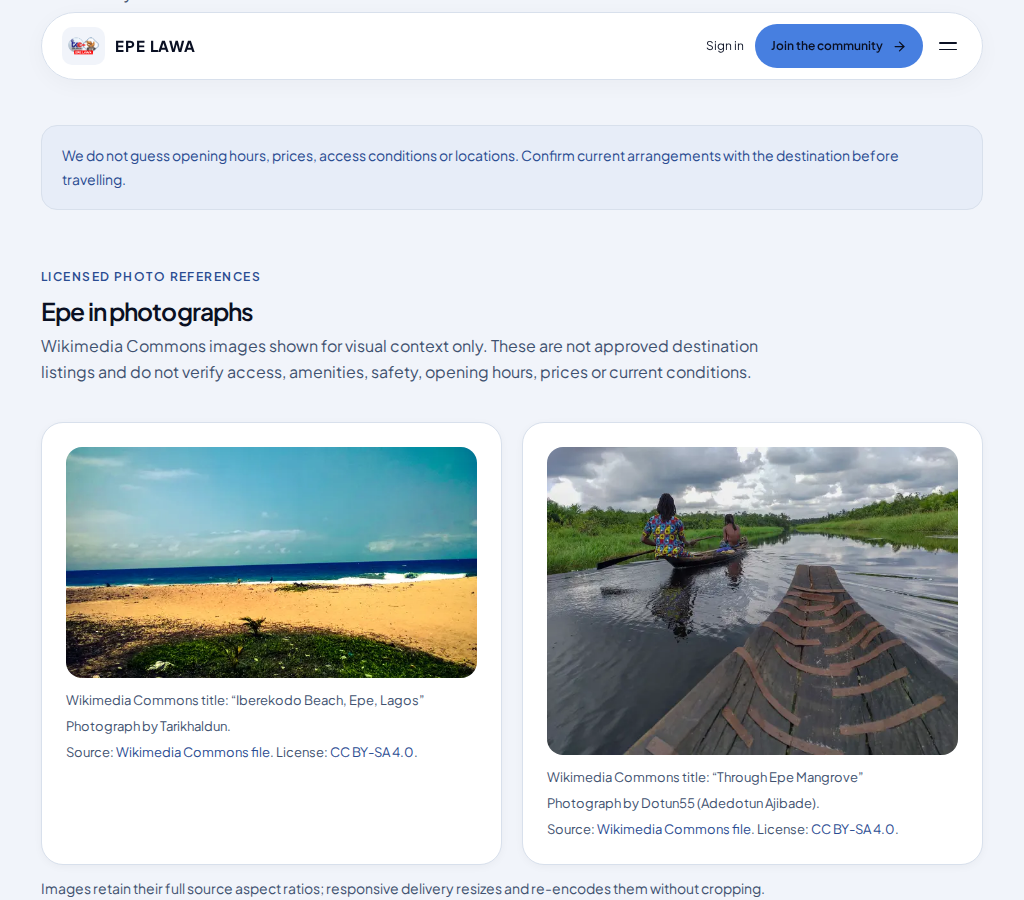 EPE LAWA
Sign in
Join the community
We do not guess opening hours, prices, access conditions or locations. Confirm current arrangements with the destination before
travelling.
LICENSED PHOTO REFERENCES
Epe in photographs
Wikimedia Commons images shown for visual context only. These are not approved destination
listings and do not verify access, amenities, safety, opening hours, prices or current conditions.
Wikimedia Commons title: “Iberekodo Beach, Epe, Lagos”
Photograph by Tarikhaldun.
Source: Wikimedia Commons file. License: CC BY-SA 4.0.
Wikimedia Commons title: “Through Epe Mangrove”
Photograph by Dotun55 (Adedotun Ajibade).
Source: Wikimedia Commons file. License: CC BY-SA 4.0.
Images retain their full source aspect ratios; responsive delivery resizes and re-encodes them without cropping.